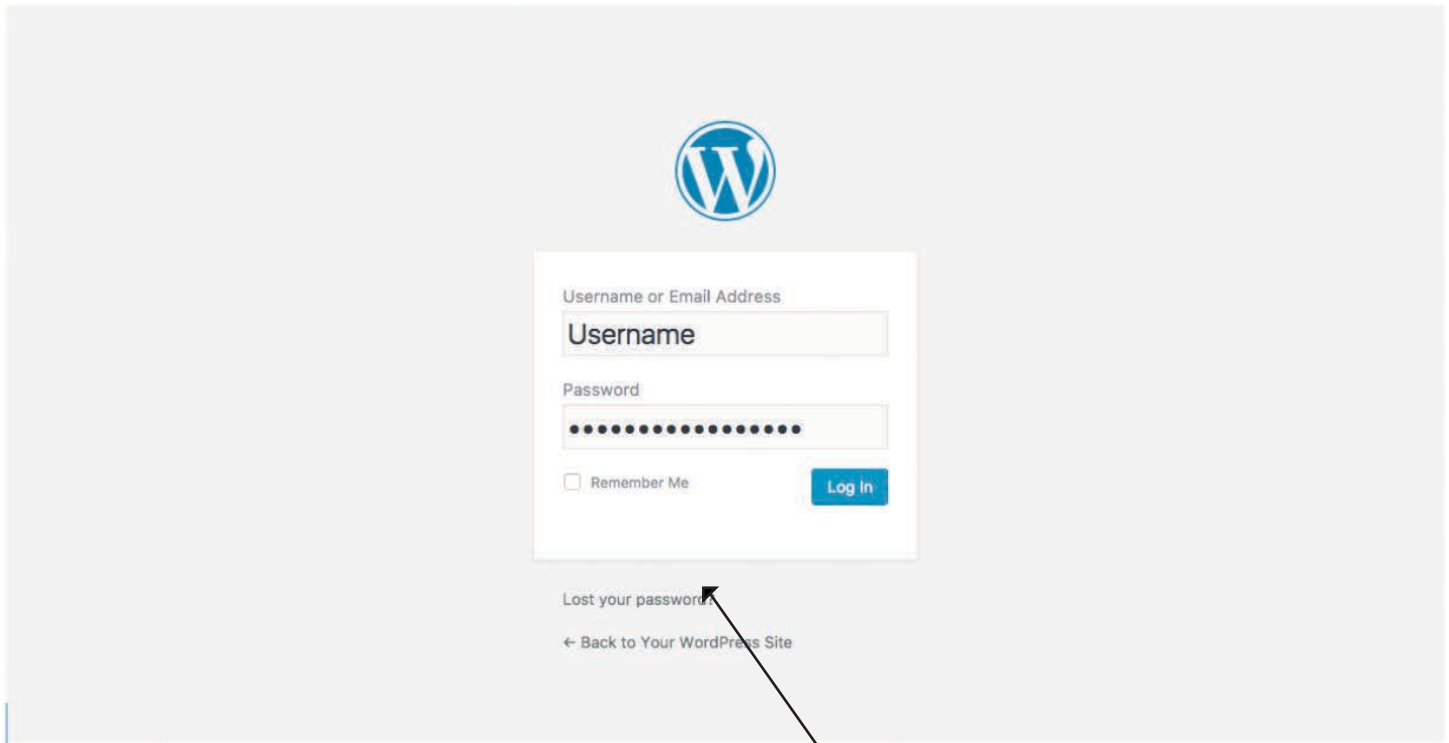 Username or Email Address
Username
Password
Remember Me
Log In
Lost your password?
← Back to Your WordPress Site